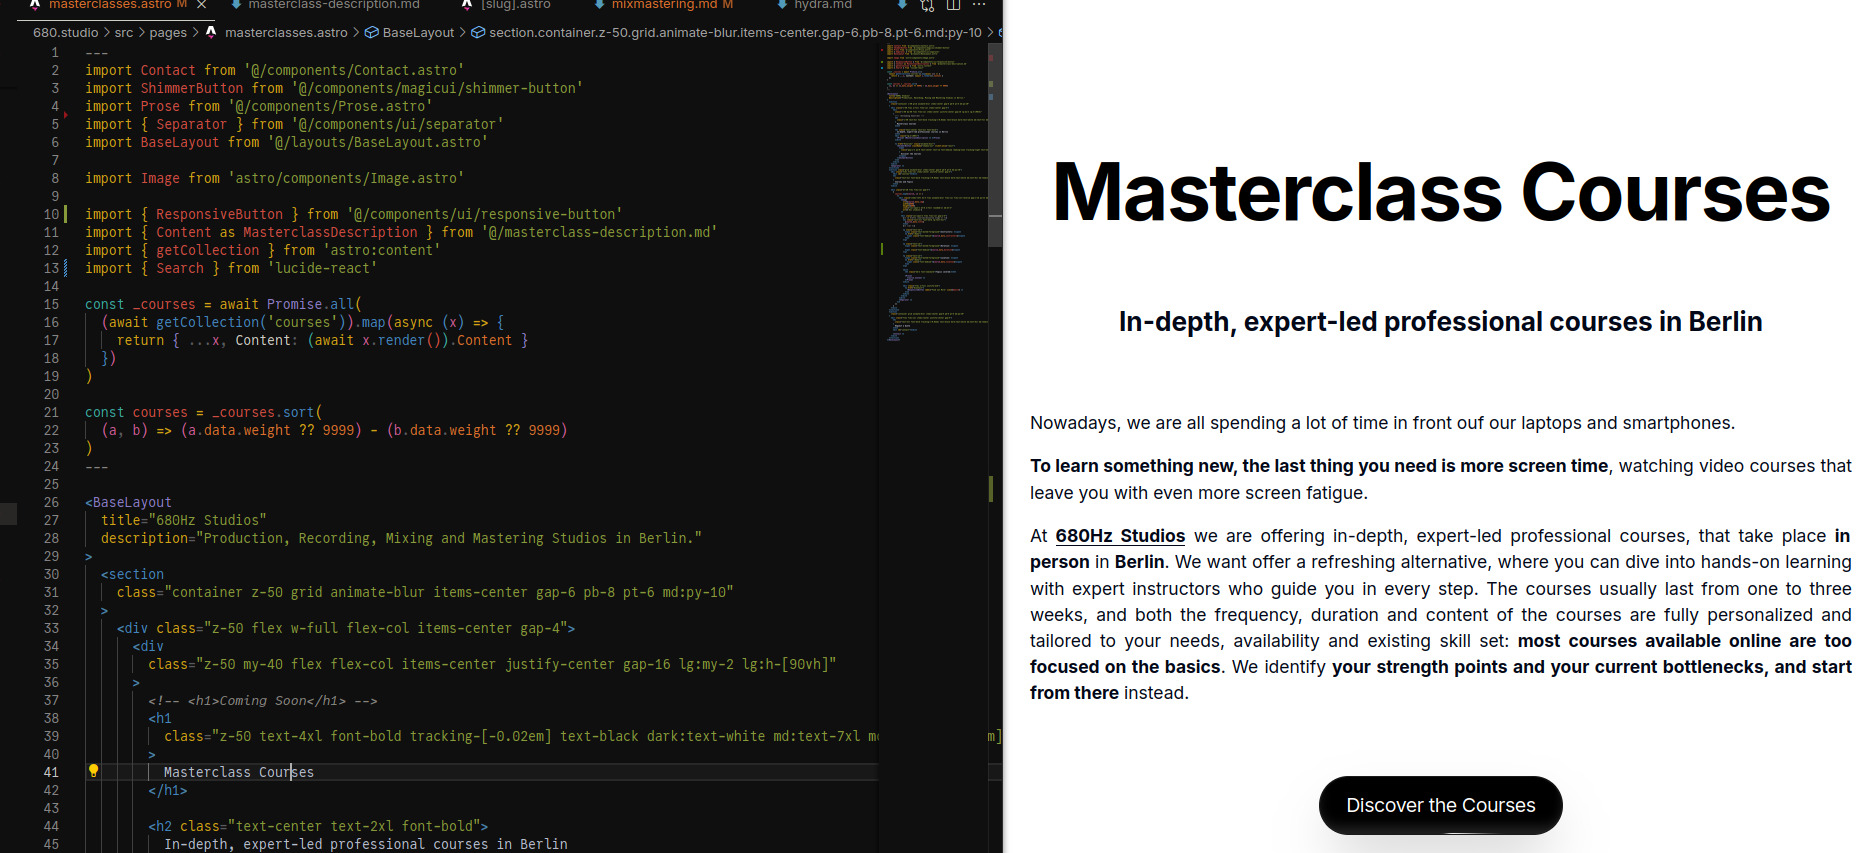 masterclasses.astro M
masterclass-description.md
[slug].astro
mixmastering.md M
hydra.md
680.studio > src > pages > masterclasses.astro > BaseLayout > section.container.z-50.grid.animate-blur.items-center.gap-6.pb-8.pt-6.md:py-10 >
1 ---
2 import Contact from '@/components/Contact.astro'
3 import ShimmerButton from '@/components/magicui/shimmer-button'
4 import Prose from '@/components/Prose.astro'
5 import { Separator } from '@/components/ui/separator'
6 import BaseLayout from '@/layouts/BaseLayout.astro'
7
8 import Image from 'astro/components/Image.astro'
9
10 import { ResponsiveButton } from '@/components/ui/responsive-button'
11 import { Content as MasterclassDescription } from '@/masterclass-description.md'
12 import { getCollection } from 'astro:content'
13 import { Search } from 'lucide-react'
14
15 const _courses = await Promise.all(
16 (await getCollection('courses')).map(async (x) => {
17 return { ...x, Content: (await x.render()).Content }
18 })
19 )
20
21 const courses = _courses.sort(
22 (a, b) => (a.data.weight ?? 9999) - (b.data.weight ?? 9999)
23 )
24 ---
25
26 <BaseLayout
27 title="680Hz Studios"
28 description="Production, Recording, Mixing and Mastering Studios in Berlin."
29 >
30 <section
31 class="container z-50 grid animate-blur items-center gap-6 pb-8 pt-6 md:py-10"
32 >
33 <div class="z-50 flex w-full flex-col items-center gap-4">
34 <div
35 class="z-50 my-40 flex flex-col items-center justify-center gap-16 lg:my-2 lg:h-[90vh]"
36 >
37 <!-- <h1>Coming Soon</h1> -->
38 <h1
39 class="z-50 text-4xl font-bold tracking-[-0.02em] text-black dark:text-white md:text-7xl
40 >
41 Masterclass Courses
42 </h1>
43
44 <h2 class="text-center text-2xl font-bold">
45 In-depth, expert-led professional courses in Berlin
Masterclass Courses
In-depth, expert-led professional courses in Berlin
Nowadays, we are all spending a lot of time in front ouf our laptops and smartphones.
To learn something new, the last thing you need is more screen time, watching video courses that
leave you with even more screen fatigue.
At 680Hz Studios we are offering in-depth, expert-led professional courses, that take place in
person in Berlin. We want offer a refreshing alternative, where you can dive into hands-on learning
with expert instructors who guide you in every step. The courses usually last from one to three
weeks, and both the frequency, duration and content of the courses are fully personalized and
tailored to your needs, availability and existing skill set: most courses available online are too
focused on the basics. We identify your strength points and your current bottlenecks, and start
from there instead.
Discover the Courses